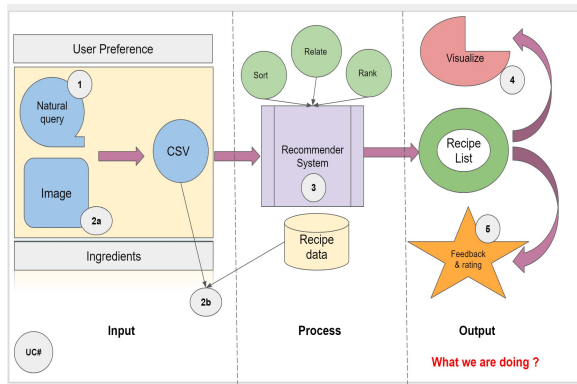 User Preference
1
Natural
query
Image
2a
CSV
Ingredients
2b
Input
UC#
Sort
Relate
Rank
Recommender
System
3
Recipe
data
Process
Visualize
4
Recipe
List
5
Feedback
& rating
Output
What we are doing ?